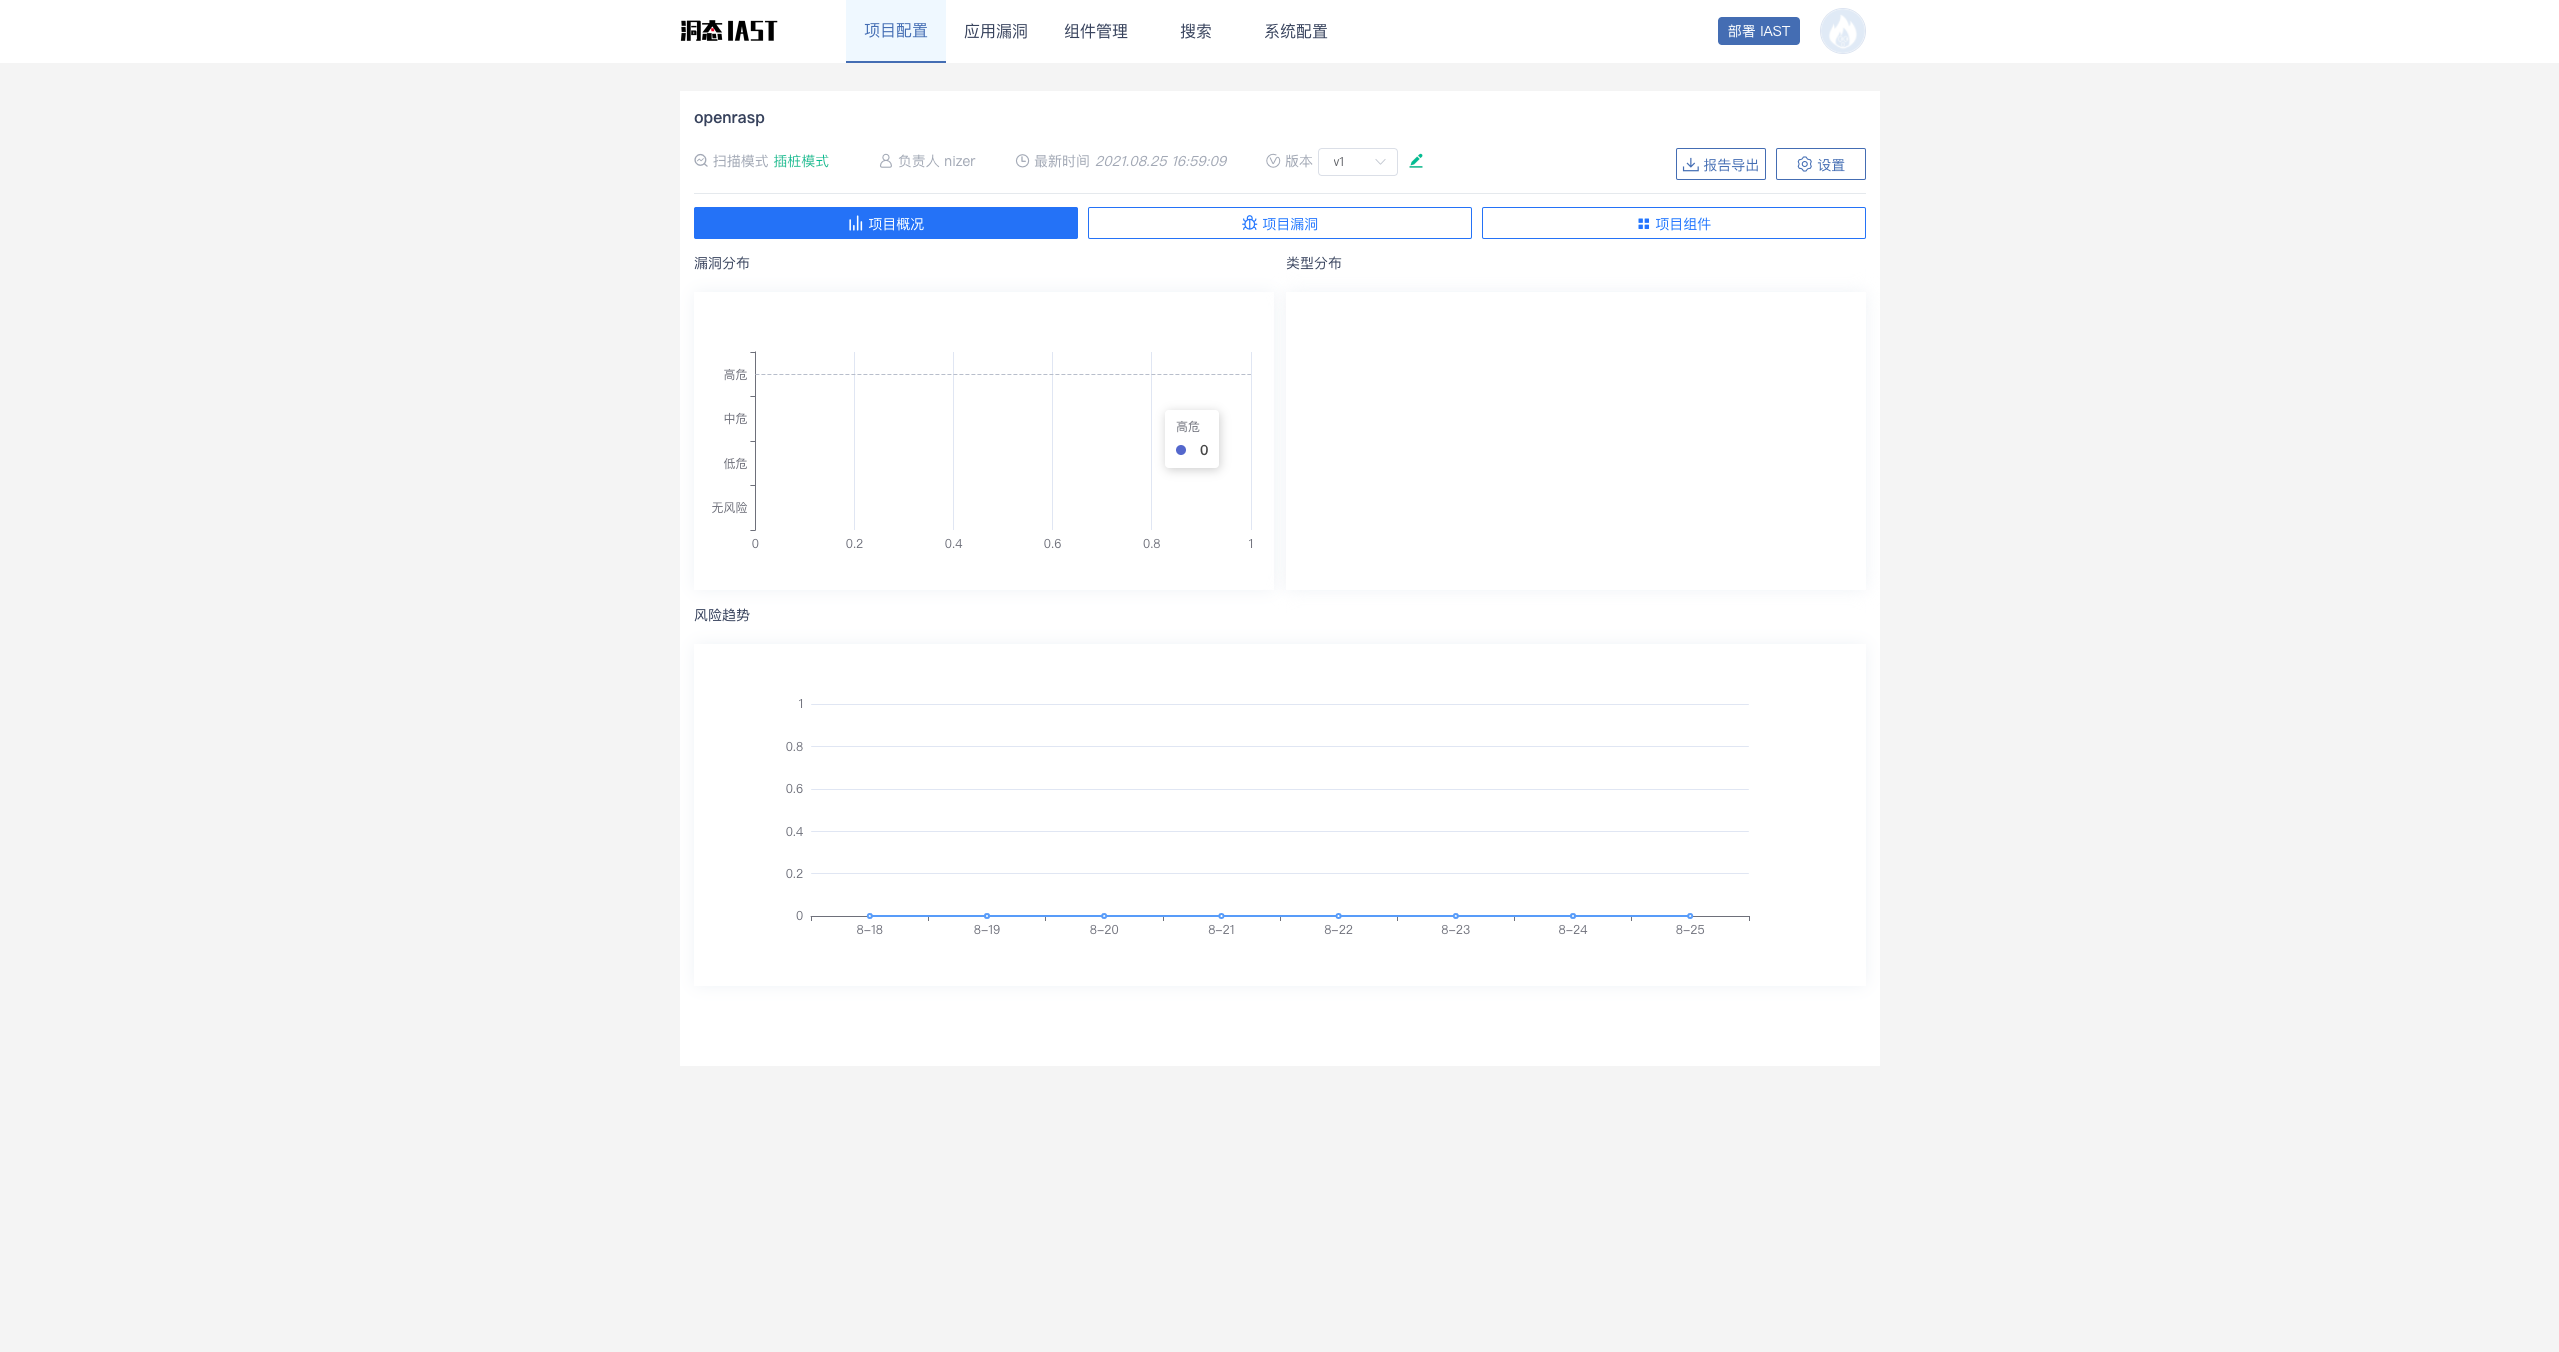 洞态 IAST 项目配置 应用漏洞 组件管理 搜索 系统配置 部署 IAST
openrasp
扫描模式 插桩模式 负责人 nizer 最新时间 2021.08.25 16:59:09 版本 v1 报告导出 设置
项目概况 项目漏洞 项目组件
漏洞分布 类型分布
高危
中危
高危
0
低危
无风险
0 0.2 0.4 0.6 0.8 1
风险趋势
1
0.8
0.6
0.4
0.2
0
8-18 8-19 8-20 8-21 8-22 8-23 8-24 8-25